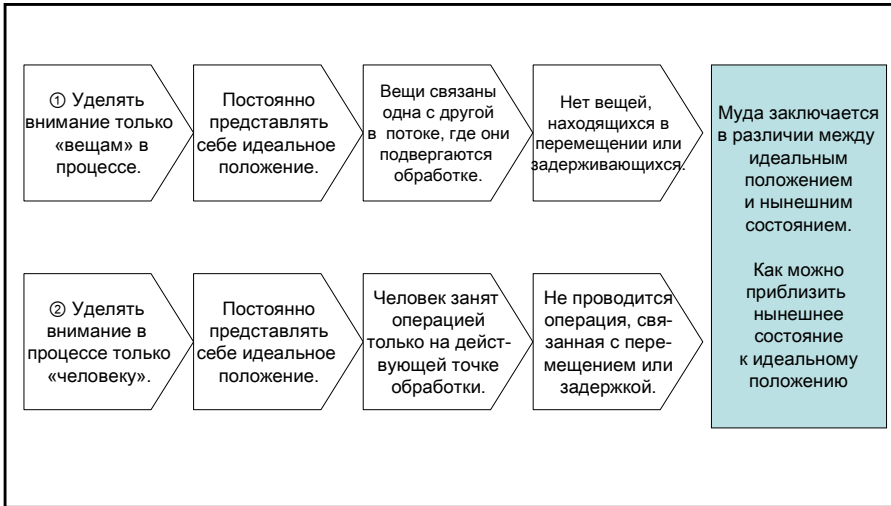 ① Уделять
внимание только
«вещам» в
процессе.
Постоянно
представлять
себе идеальное
положение.
Вещи связаны
одна с другой
в потоке, где они
подвергаются
обработке.
Нет вещей,
находящихся в
перемещении или
задерживающихся.
② Уделять
внимание в
процессе только
«человеку».
Постоянно
представлять
себе идеальное
положение.
Человек занят
операцией
только на дейст-
вующей точке
обработки.
Не проводится
операция, свя-
занная с пере-
мещением или
задержкой.
Муда заключается
в различии между
идеальным
положением
и нынешним
состоянием.
Как можно
приблизить
нынешнее
состояние
к идеальному
положению